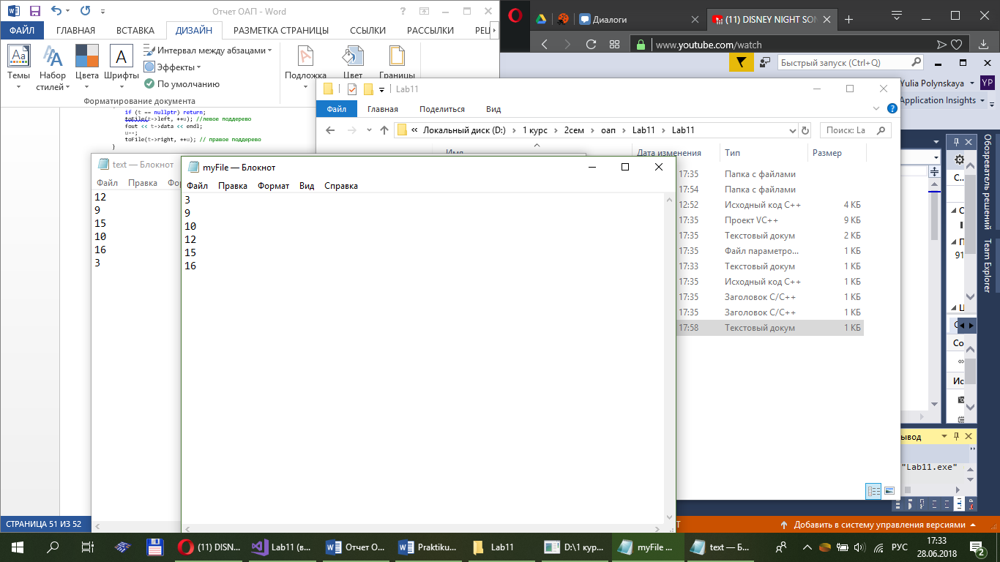 Отчет ОАП - Word
ФАЙЛ ГЛАВНАЯ ВСТАВКА ДИЗАЙН РАЗМЕТКА СТРАНИЦЫ ССЫЛКИ РАССЫЛКИ РЕЦ
Темы
Набор стилей
Цвета
Шрифты
Интервал между абзацами
Эффекты
По умолчанию
Подложка
Цвет
Границы
Форматирование документа
if (t == nullptr) return;
toFile(t->left, ++u); //левое поддерево
fout << t->data << endl;
u--;
toFile(t->right, ++u); // правое поддерево
}
Диалоги
(11) DISNEY NIGHT SON
www.youtube.com/watch
Быстрый запуск (Ctrl+Q)
Yulia Polynskaya YP
Application Insights
Lab11
Файл Главная Поделиться Вид
« Локальный диск (D:) › 1 курс › 2сем › оап › Lab11 › Lab11
Поиск: La
Имя Дата изменения Тип Размер
17:35 Папка с файлами
17:54 Папка с файлами
12:52 Исходный код C++ 4 КБ
17:35 Проект VC++ 9 КБ
17:35 Текстовый докум 2 КБ
17:35 Файл параметро... 1 КБ
17:33 Текстовый докум 1 КБ
17:35 Исходный код C++ 1 КБ
17:35 Заголовок C/C++ 1 КБ
17:35 Заголовок C/C++ 1 КБ
17:58 Текстовый докум 1 КБ
text — Блокнот
Файл Правка Фор
12
9
15
10
16
3
myFile — Блокнот
Файл Правка Формат Вид Справка
3
9
10
12
15
16
Обозреватель решений
Team Explorer
С...
С
П
91
Ц
С
Со
Ис
ывод
"Lab11.exe"
СТРАНИЦА 51 ИЗ 52
Т
Добавить в систему управления версиями
(11) DISN...
Lab11 (в...
Отчет О...
Praktiku...
Lab11
D:\1 кур...
myFile ...
text — Б...
РУС
17:33
28.06.2018
2